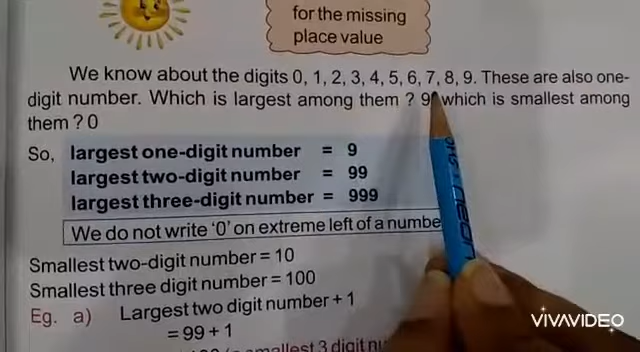 for the missing
place value
We know about the digits 0, 1, 2, 3, 4, 5, 6, 7, 8, 9. These are also one-
digit number. Which is largest among them ? 9 which is smallest among
them ? 0
So, largest one-digit number = 9
largest two-digit number = 99
largest three-digit number = 999
We do not write '0' on extreme left of a numbe
Smallest two-digit number = 10
Smallest three digit number = 100
Eg. a) Largest two digit number + 1
= 99 + 1
smallest 3 digit
VIVAVIDEO